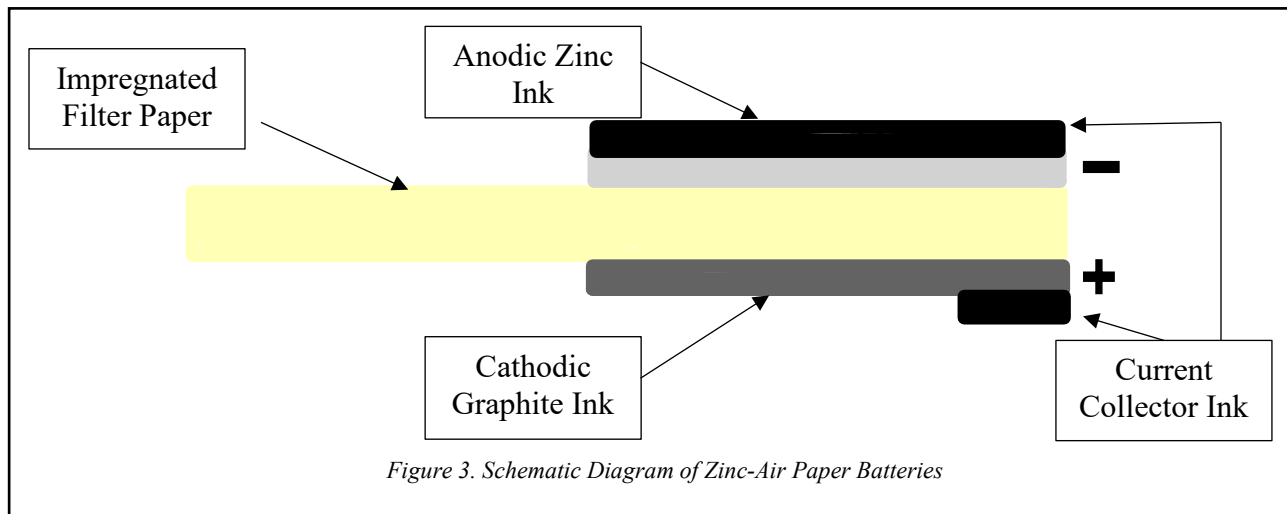 Impregnated
Filter Paper
Anodic Zinc
Ink
-
+
Cathodic
Graphite Ink
Current
Collector Ink
Figure 3. Schematic Diagram of Zinc-Air Paper Batteries